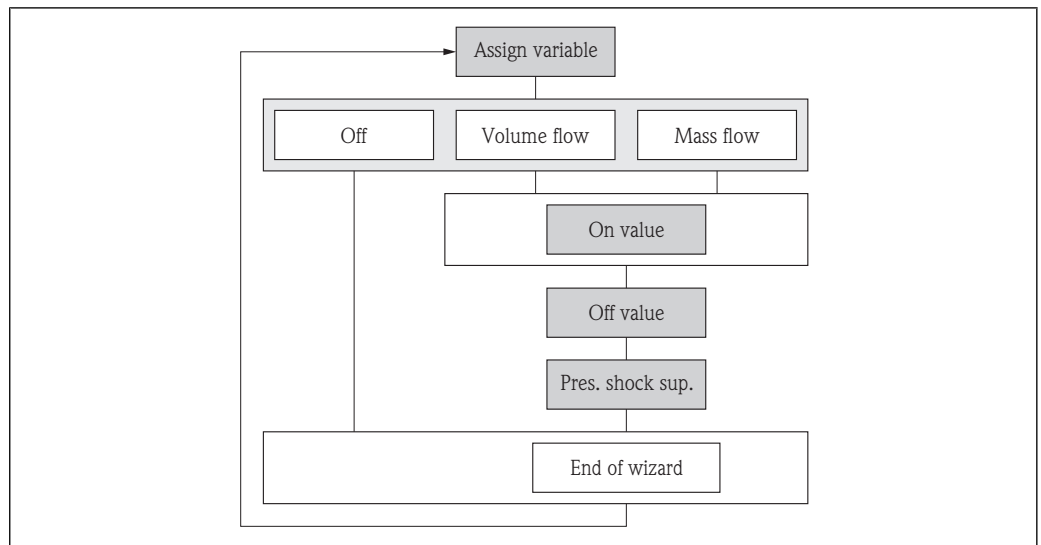 Assign variable
Off
Volume flow
Mass flow
On value
Off value
Pres. shock sup.
End of wizard